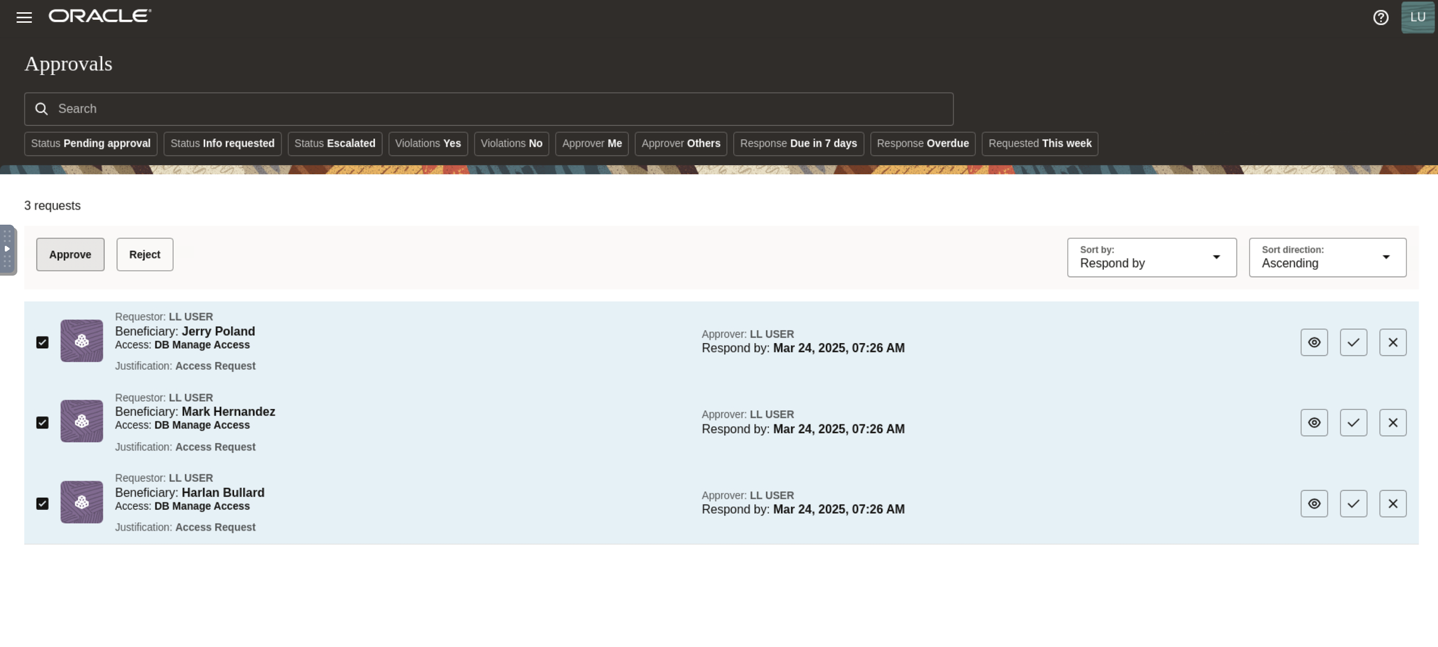 ORACLE
LU
Approvals
Search
Status Pending approval
Status Info requested
Status Escalated
Violations Yes
Violations No
Approver Me
Approver Others
Response Due in 7 days
Response Overdue
Requested This week
3 requests
Approve
Reject
Sort by:
Respond by
Sort direction:
Ascending
Requestor: LL USER
Beneficiary: Jerry Poland
Access: DB Manage Access
Justification: Access Request
Approver: LL USER
Respond by: Mar 24, 2025, 07:26 AM
Requestor: LL USER
Beneficiary: Mark Hernandez
Access: DB Manage Access
Justification: Access Request
Approver: LL USER
Respond by: Mar 24, 2025, 07:26 AM
Requestor: LL USER
Beneficiary: Harlan Bullard
Access: DB Manage Access
Justification: Access Request
Approver: LL USER
Respond by: Mar 24, 2025, 07:26 AM